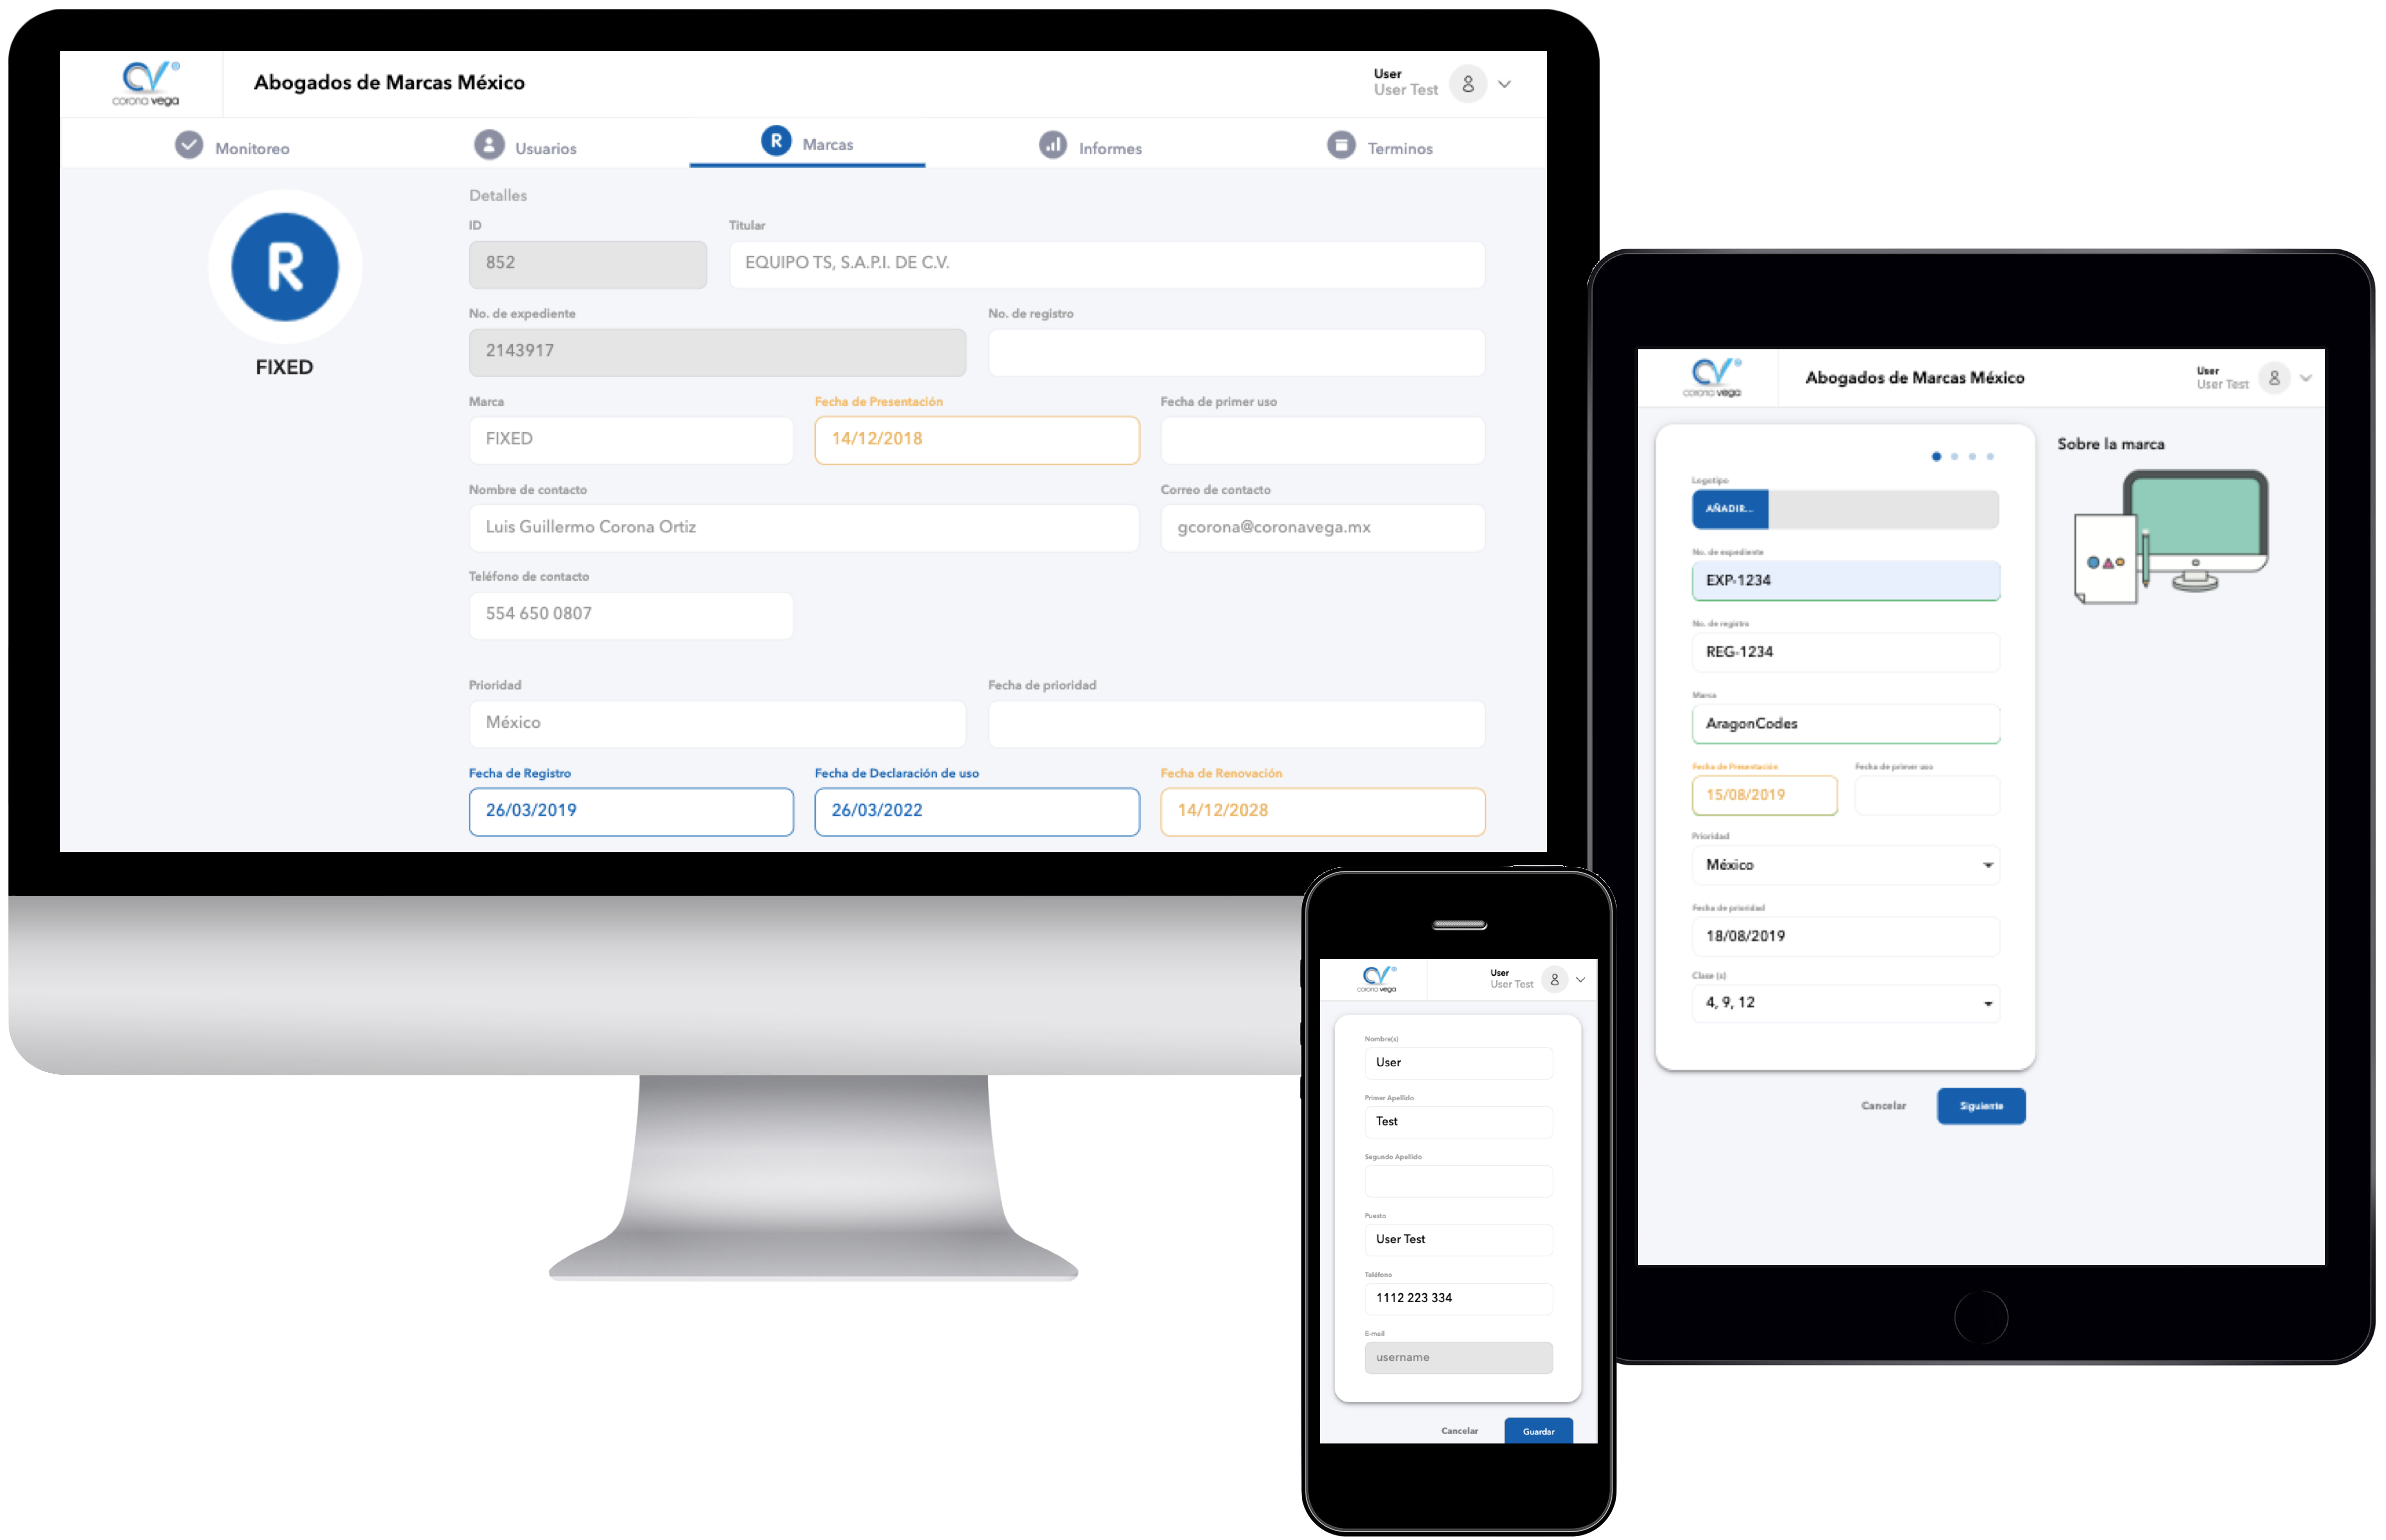 CV®
corona vega
Abogados de Marcas México
User
User Test
Monitoreo
Usuarios
R
Marcas
Informes
Terminos
R
FIXED
Detalles
ID
Titular
852
EQUIPO TS, S.A.P.I. DE C.V.
No. de expediente
No. de registro
2143917
Marca
Fecha de Presentación
Fecha de primer uso
FIXED
14/12/2018
Nombre de contacto
Correo de contacto
Luis Guillermo Corona Ortiz
gcorona@coronavega.mx
Teléfono de contacto
554 650 0807
Prioridad
Fecha de prioridad
México
Fecha de Registro
Fecha de Declaración de uso
Fecha de Renovación
26/03/2019
26/03/2022
14/12/2028
CV®
corona vega
Abogados de Marcas México
User
User Test
Sobre la marca
Logotipo
AÑADIR...
No. de expediente
EXP-1234
No. de registro
REG-1234
Marca
AragonCodes
Fecha de Presentación
Fecha de primer uso
15/08/2019
Prioridad
México
Fecha de prioridad
18/08/2019
Clase (s)
4, 9, 12
Cancelar
Siguiente
CV®
corona vega
User
User Test
Nombre(s)
User
Primer Apellido
Test
Segundo Apellido
Puesto
User Test
Teléfono
1112 223 334
E-mail
username
Cancelar
Guardar